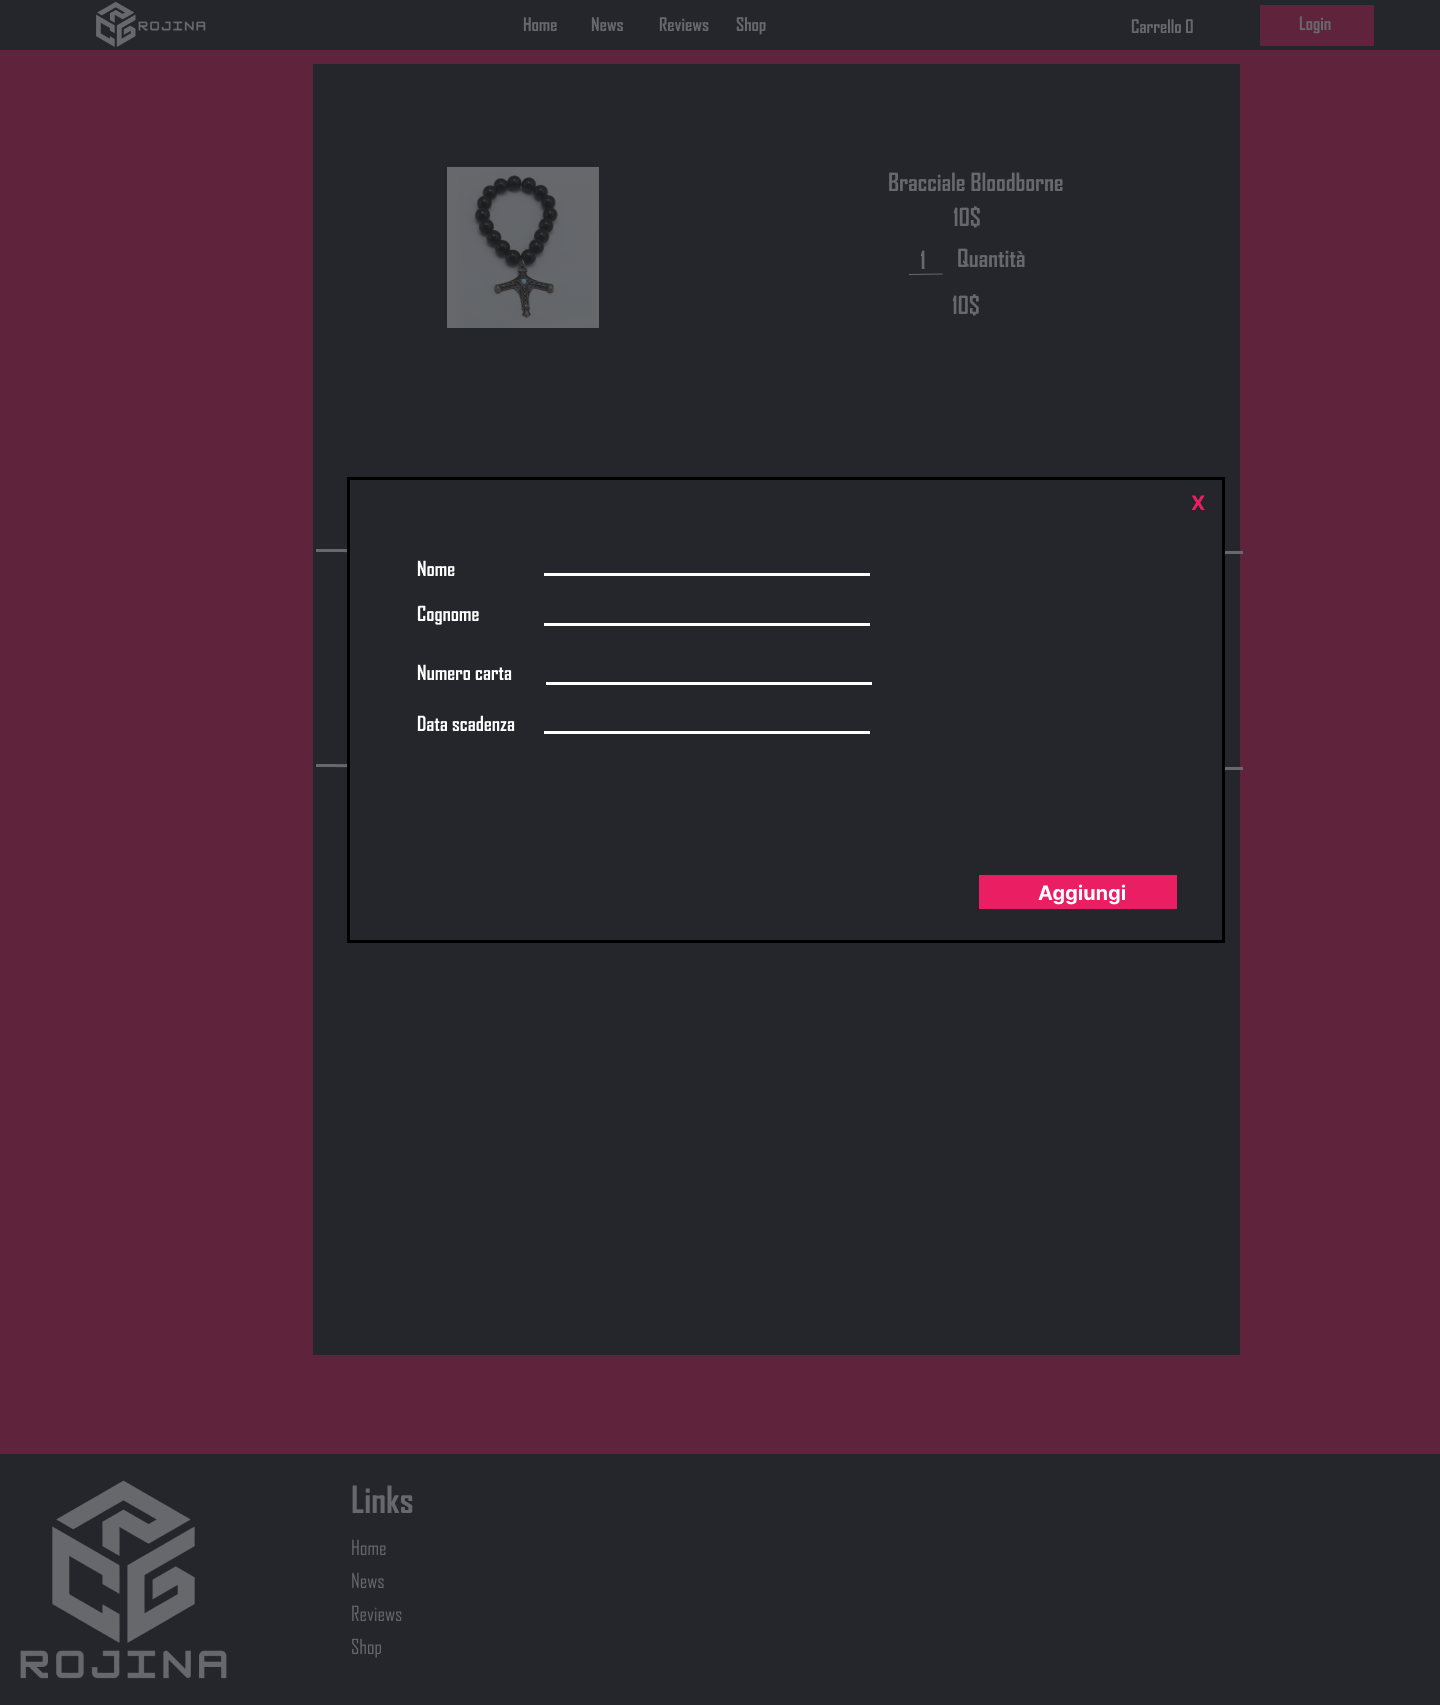 ROJINA
Home News Reviews Shop
Carrello 0
Login
Bracciale Bloodborne
10$
1 Quantità
10$
X
Nome
Cognome
Numero carta
Data scadenza
Aggiungi
Links
Home
News
Reviews
Shop
ROJINA